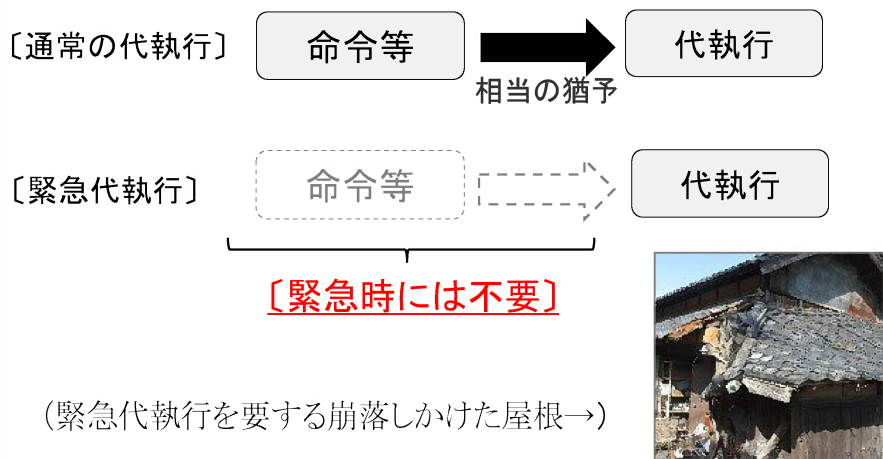 〔通常の代執行〕 命令等 代執行
相当の猶予
〔緊急代執行〕 命令等 代執行
〔緊急時には不要〕
（緊急代執行を要する崩落しかけた屋根→）